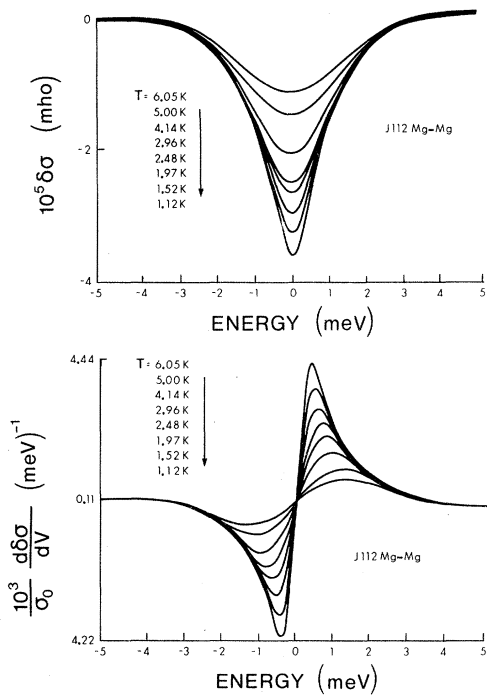 0
T = 6.05 K
5.00 K
4.14 K
2.96 K
2.48 K
1.97 K
1.52 K
1.12 K
J112 Mg-Mg
-2
-4
10⁵ δσ (mho)
-5 -4 -3 -2 -1 0 1 2 3 4 5
ENERGY (meV)
4.44
T = 6.05 K
5.00 K
4.14 K
2.96 K
2.48 K
1.97 K
1.52 K
1.12 K
0.11
J112 Mg-Mg
4.22
10³/σ₀ dδσ/dV (meV)⁻¹
-5 -4 -3 -2 -1 0 1 2 3 4 5
ENERGY (meV)